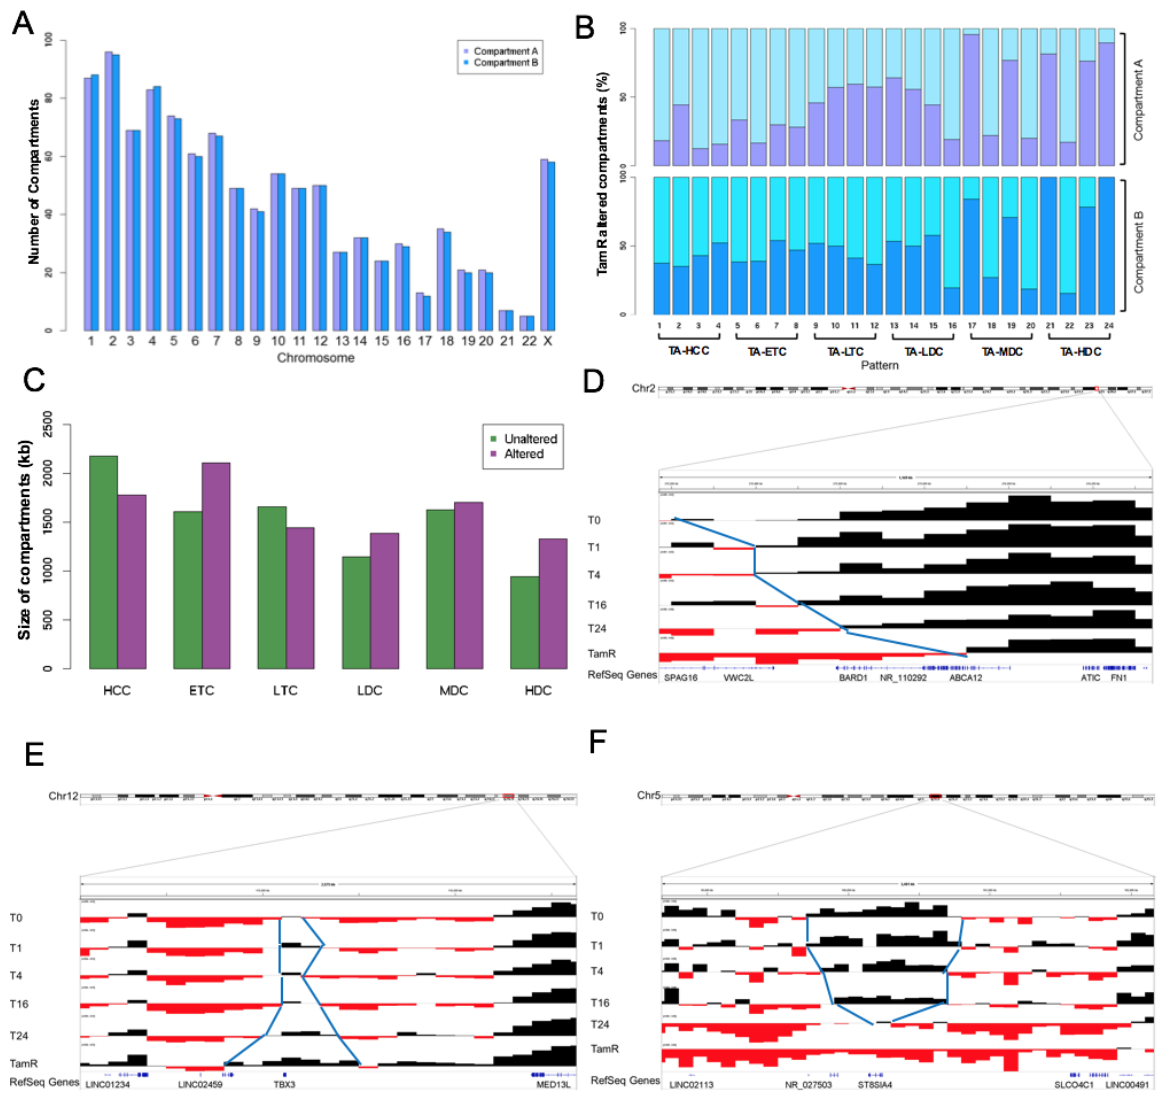 A
Number of Compartments
100
80
60
40
20
0
Compartment A
Compartment B
1 2 3 4 5 6 7 8 9 10 11 12 13 14 15 16 17 18 19 20 21 22 X
Chromosome
B
TamR altered compartments (%)
100
50
0
Compartment A
100
50
0
Compartment B
1 2 3 4 5 6 7 8 9 10 11 12 13 14 15 16 17 18 19 20 21 22 23 24
TA-HCC TA-ETC TA-LTC TA-LDC TA-MDC TA-HDC
Pattern
C
Size of compartments (kb)
2500
2000
1500
1000
500
0
Unaltered
Altered
HCC ETC LTC LDC MDC HDC
D
Chr2
T0
T1
T4
T16
T24
TamR
RefSeq Genes
SPAG16 VWC2L BARD1 NR_110292 ABCA12 ATIC FN1
E
Chr12
T0
T1
T4
T16
T24
TamR
RefSeq Genes
LINC01234 LINC02459 TBX3 MED13L
F
Chr5
T0
T1
T4
T16
T24
TamR
RefSeq Genes
LINC02113 NR_027503 ST8SIA4 SLCO4C1 LINC00491